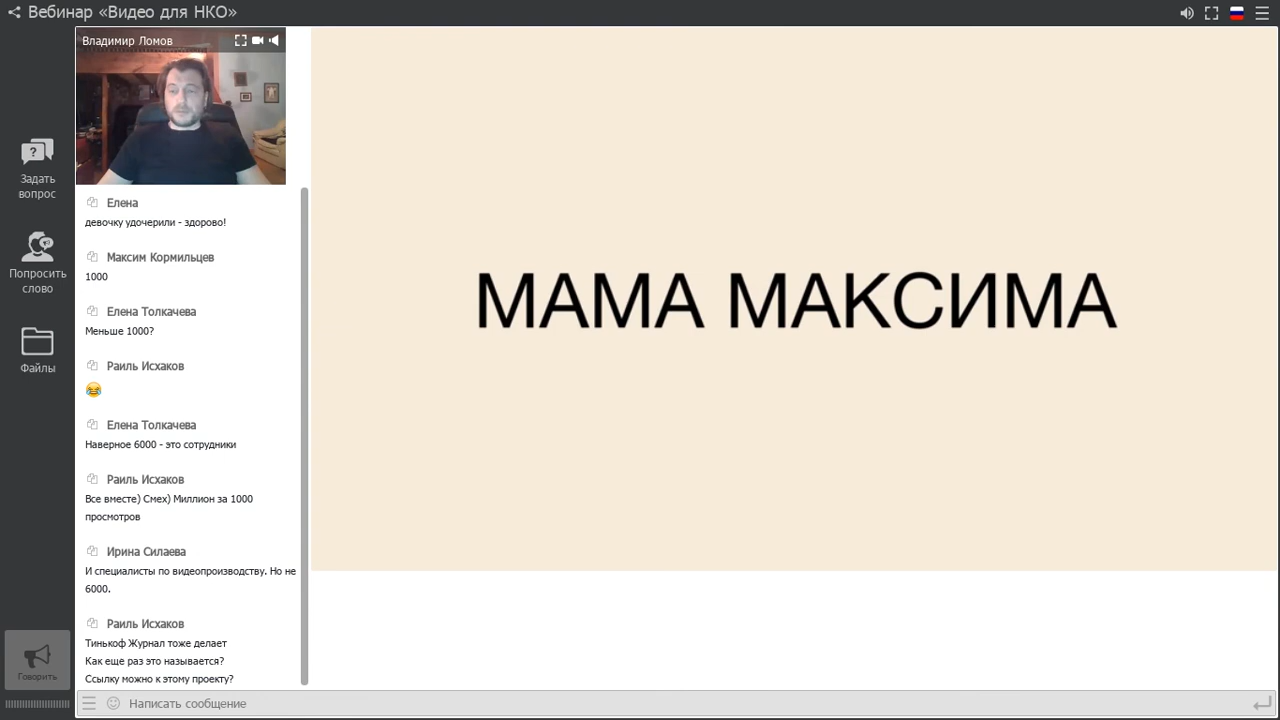 Вебинар «Видео для НКО»
Владимир Ломов
Задать
вопрос
Попросить
слово
Файлы
Говорить
Елена
девочку удочерили - здорово!
Максим Кормильцев
1000
Елена Толкачева
Меньше 1000?
Раиль Исхаков
Елена Толкачева
Наверное 6000 - это сотрудники
Раиль Исхаков
Все вместе) Смех) Миллион за 1000
просмотров
Ирина Силаева
И специалисты по видеопроизводству. Но не
6000.
Раиль Исхаков
Тинькоф Журнал тоже делает
Как еще раз это называется?
Ссылку можно к этому проекту?
Написать сообщение
МАМА МАКСИМА